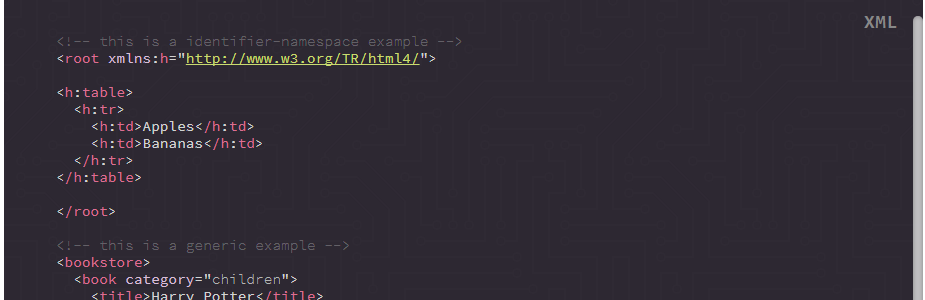 XML
<!-- this is a identifier-namespace example -->
<root xmlns:h="http://www.w3.org/TR/html4/">
<h:table>
<h:tr>
<h:td>Apples</h:td>
<h:td>Bananas</h:td>
</h:tr>
</h:table>
</root>
<!-- this is a generic example -->
<bookstore>
<book category="children">
<title>Harry Potter</title>